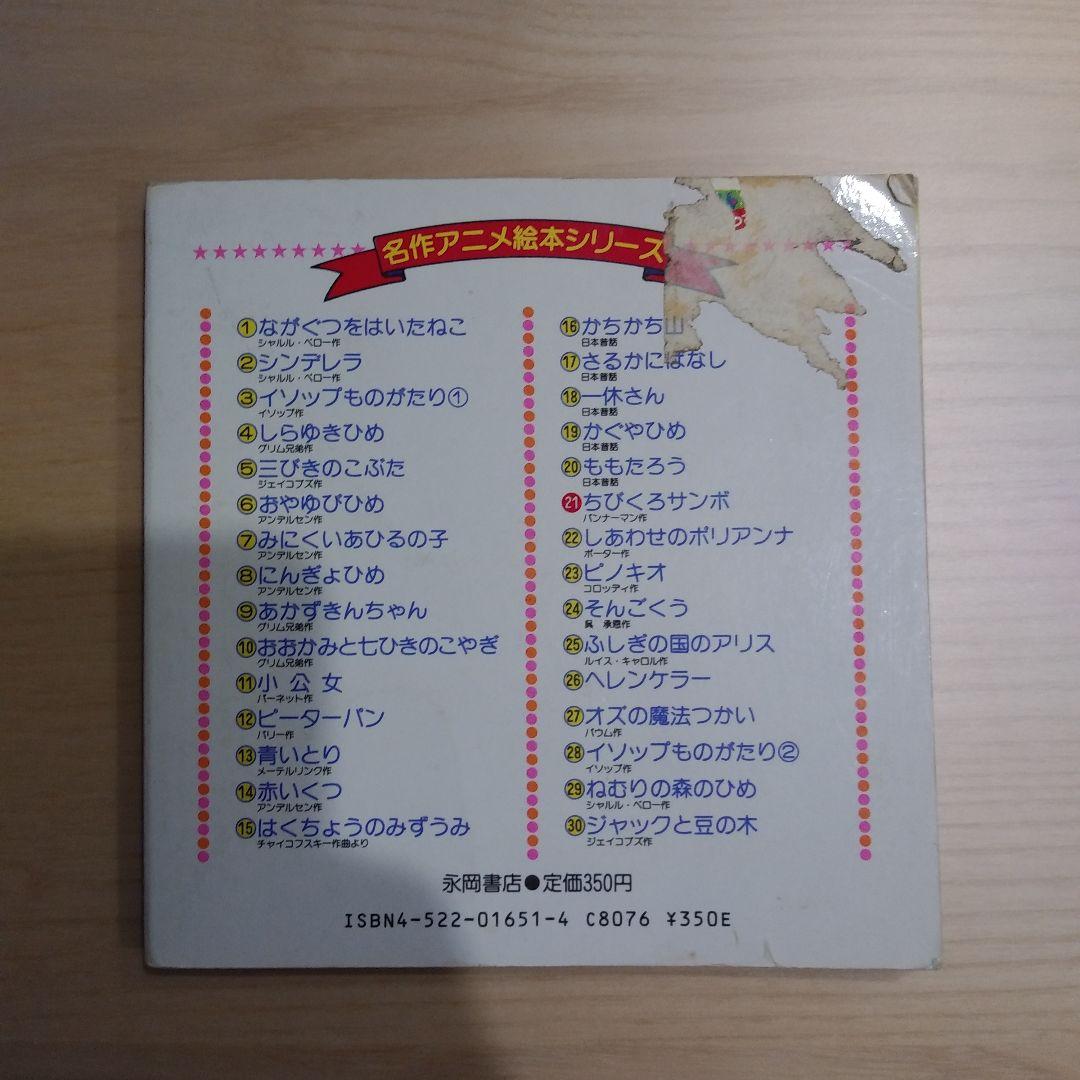 名作アニメ絵本シリーズ
①ながぐつをはいたねこ
シャルル・ペロー作
②シンデレラ
シャルル・ペロー作
③イソップものがたり①
イソップ作
④しらゆきひめ
グリム兄弟作
⑤三びきのこぶた
ジェイコブズ作
⑥おやゆびひめ
アンデルセン作
⑦みにくいあひるの子
アンデルセン作
⑧にんぎょひめ
アンデルセン作
⑨あかずきんちゃん
グリム兄弟作
⑩おおかみと七ひきのこやぎ
グリム兄弟作
⑪小公女
バーネット作
⑫ピーターパン
バリー作
⑬青いとり
メーテルリンク作
⑭赤いくつ
アンデルセン作
⑮はくちょうのみずうみ
チャイコフスキー作曲より
⑯かちかち山
日本昔話
⑰さるかにばなし
日本昔話
⑱一休さん
日本昔話
⑲かぐやひめ
日本昔話
⑳ももたろう
日本昔話
㉑ちびくろサンボ
バンナーマン作
㉒しあわせのポリアンナ
ポーター作
㉓ピノキオ
コロッディ作
㉔そんごくう
呉 承恩作
㉕ふしぎの国のアリス
ルイス・キャロル作
㉖ヘレンケラー
㉗オズの魔法つかい
バウム作
㉘イソップものがたり②
イソップ作
㉙ねむりの森のひめ
シャルル・ペロー作
㉚ジャックと豆の木
ジェイコブズ作
永岡書店●定価350円
ISBN4-522-01651-4 C8076 ¥350E